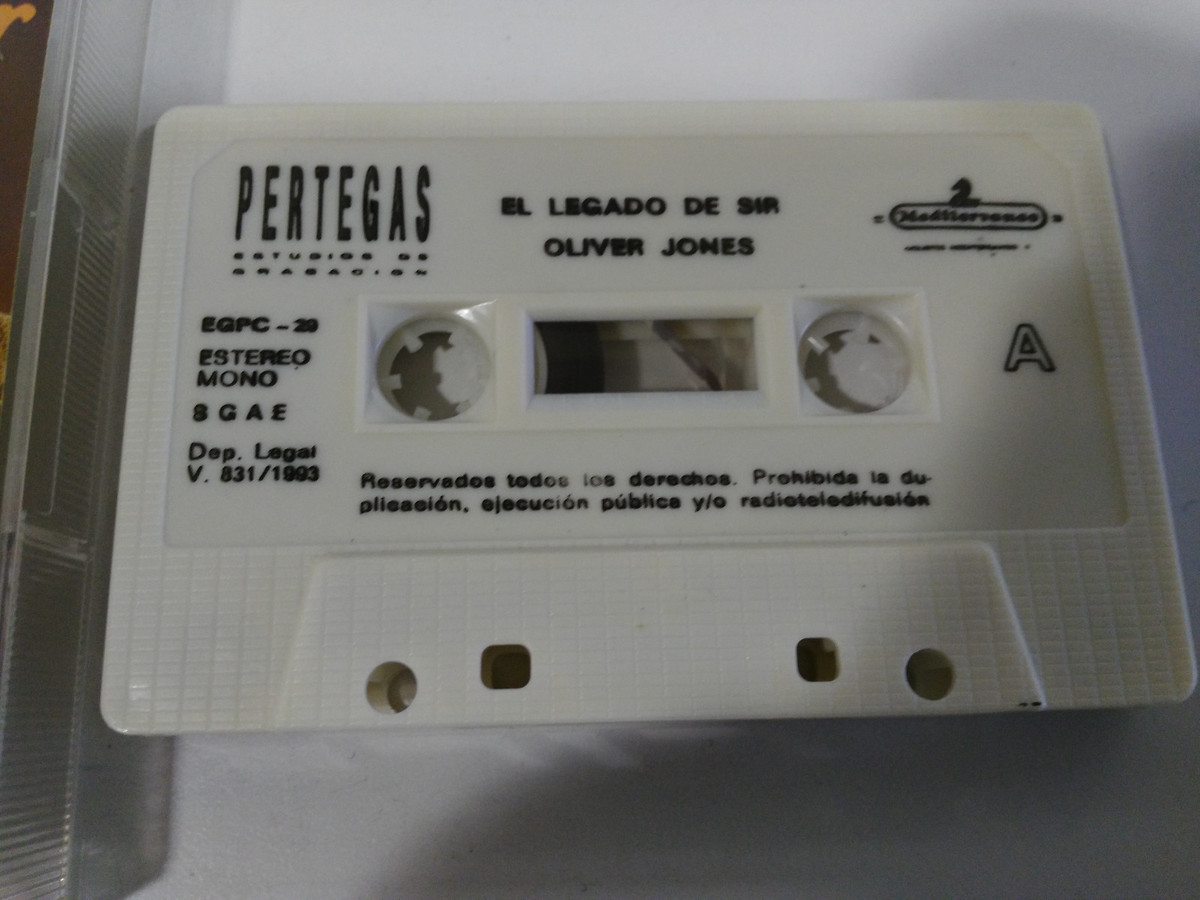 PERTEGAS
ESTUDIOS DE
GRABACION
EL LEGADO DE SIR
OLIVER JONES
Mediterraneo
EGPC - 29
ESTEREO
MONO
SGAE
Dep. Legal
V. 831/1993
A
Reservados todos los derechos. Prohibida la du-
plicación, ejecución pública y/o radioteledifusión